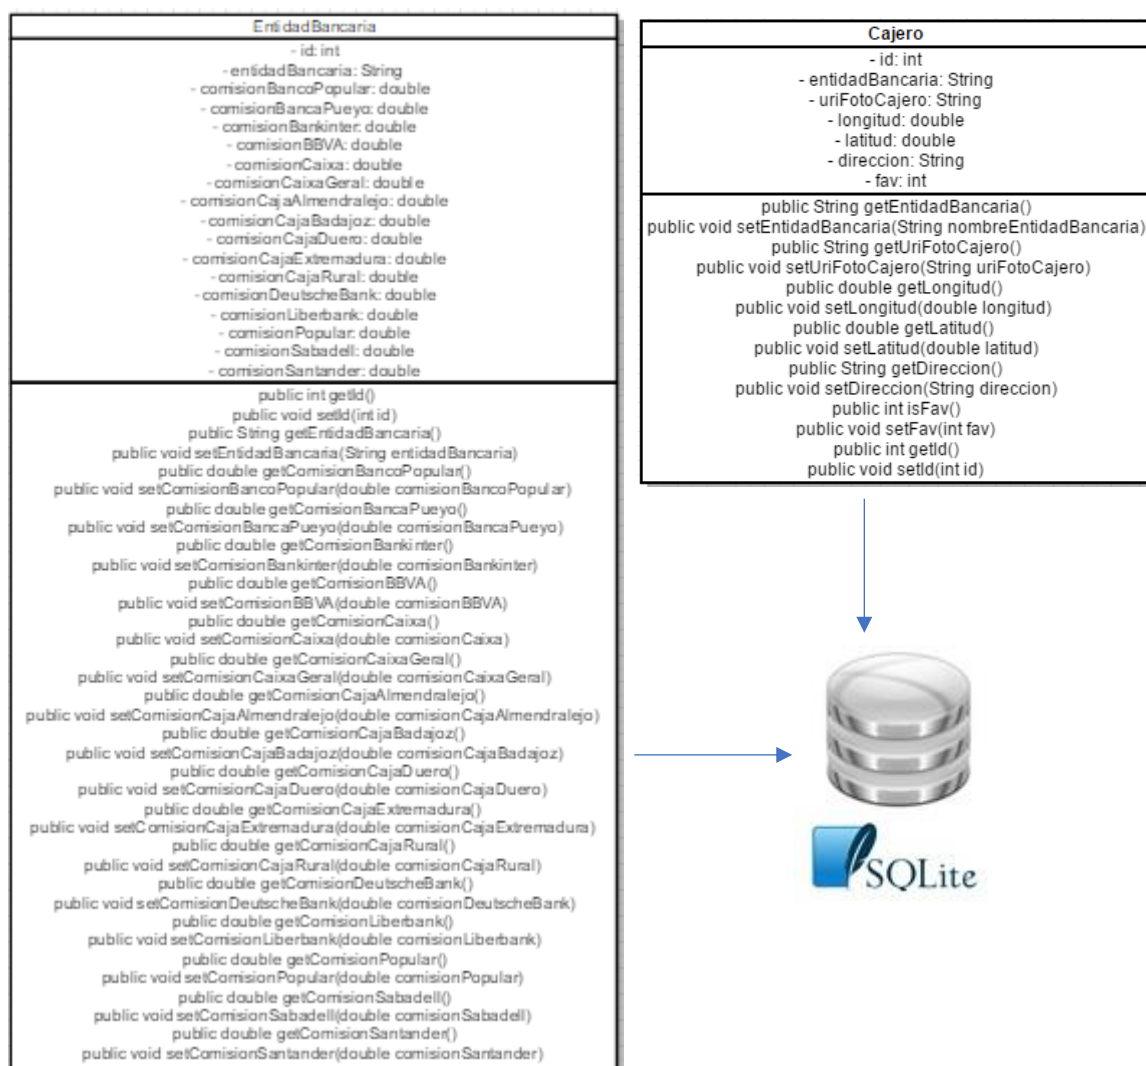 EntidadBancaria
- id: int
- entidadBancaria: String
- comisionBancoPopular: double
- comisionBancaPueyo: double
- comisionBankinter: double
- comisionBBVA: double
- comisionCaixa: double
- comisionCaixaGeral: double
- comisionCajaAlmendralejo: double
- comisionCajaBadajoz: double
- comisionCajaDuero: double
- comisionCajaExtremadura: double
- comisionCajaRural: double
- comisionDeutscheBank: double
- comisionLiberbank: double
- comisionPopular: double
- comisionSabadell: double
- comisionSantander: double
public int getId()
public void setId(int id)
public String getEntidadBancaria()
public void setEntidadBancaria(String entidadBancaria)
public double getComisionBancoPopular()
public void setComisionBancoPopular(double comisionBancoPopular)
public double getComisionBancaPueyo()
public void setComisionBancaPueyo(double comisionBancaPueyo)
public double getComisionBankinter()
public void setComisionBankinter(double comisionBankinter)
public double getComisionBBVA()
public void setComisionBBVA(double comisionBBVA)
public double getComisionCaixa()
public void setComisionCaixa(double comisionCaixa)
public double getComisionCaixaGeral()
public void setComisionCaixaGeral(double comisionCaixaGeral)
public double getComisionCajaAlmendralejo()
public void setComisionCajaAlmendralejo(double comisionCajaAlmendralejo)
public double getComisionCajaBadajoz()
public void setComisionCajaBadajoz(double comisionCajaBadajoz)
public double getComisionCajaDuero()
public void setComisionCajaDuero(double comisionCajaDuero)
public double getComisionCajaExtremadura()
public void setComisionCajaExtremadura(double comisionCajaExtremadura)
public double getComisionCajaRural()
public void setComisionCajaRural(double comisionCajaRural)
public double getComisionDeutscheBank()
public void setComisionDeutscheBank(double comisionDeutscheBank)
public double getComisionLiberbank()
public void setComisionLiberbank(double comisionLiberbank)
public double getComisionPopular()
public void setComisionPopular(double comisionPopular)
public double getComisionSabadell()
public void setComisionSabadell(double comisionSabadell)
public double getComisionSantander()
public void setComisionSantander(double comisionSantander)
Cajero
- id: int
- entidadBancaria: String
- uriFotoCajero: String
- longitud: double
- latitud: double
- direccion: String
- fav: int
public String getEntidadBancaria()
public void setEntidadBancaria(String nombreEntidadBancaria)
public String getUriFotoCajero()
public void setUriFotoCajero(String uriFotoCajero)
public double getLongitud()
public void setLongitud(double longitud)
public double getLatitud()
public void setLatitud(double latitud)
public String getDireccion()
public void setDireccion(String direccion)
public int isFav()
public void setFav(int fav)
public int getId()
public void setId(int id)
SQLite